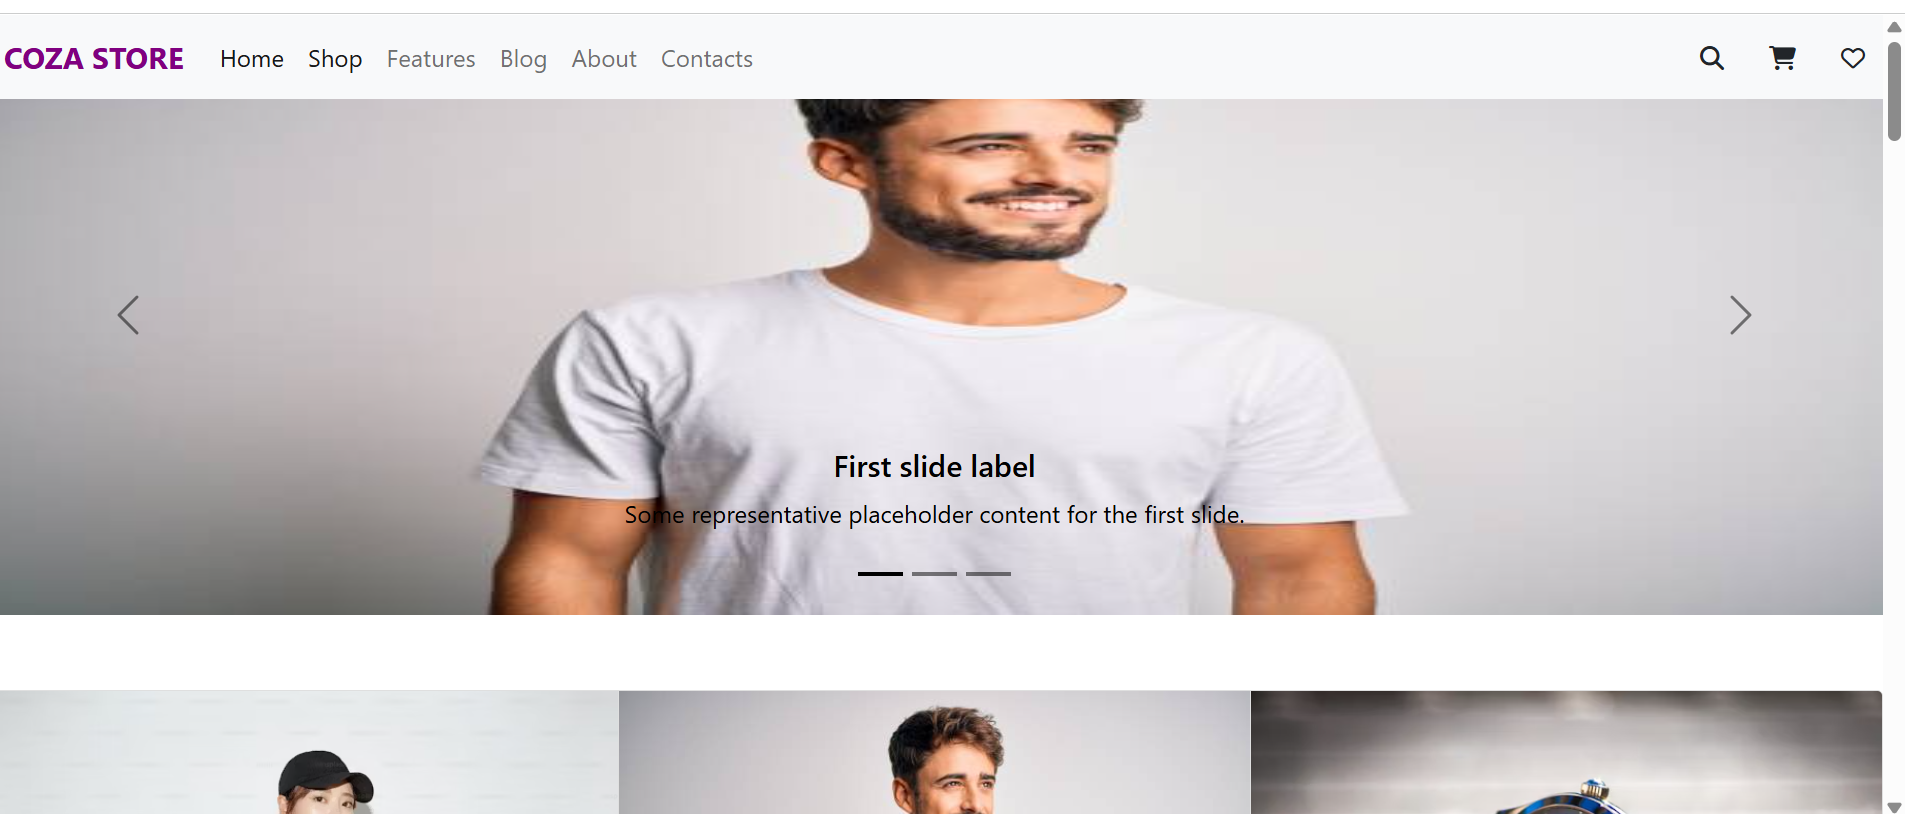 COZA STORE Home Shop Features Blog About Contacts
First slide label
Some representative placeholder content for the first slide.